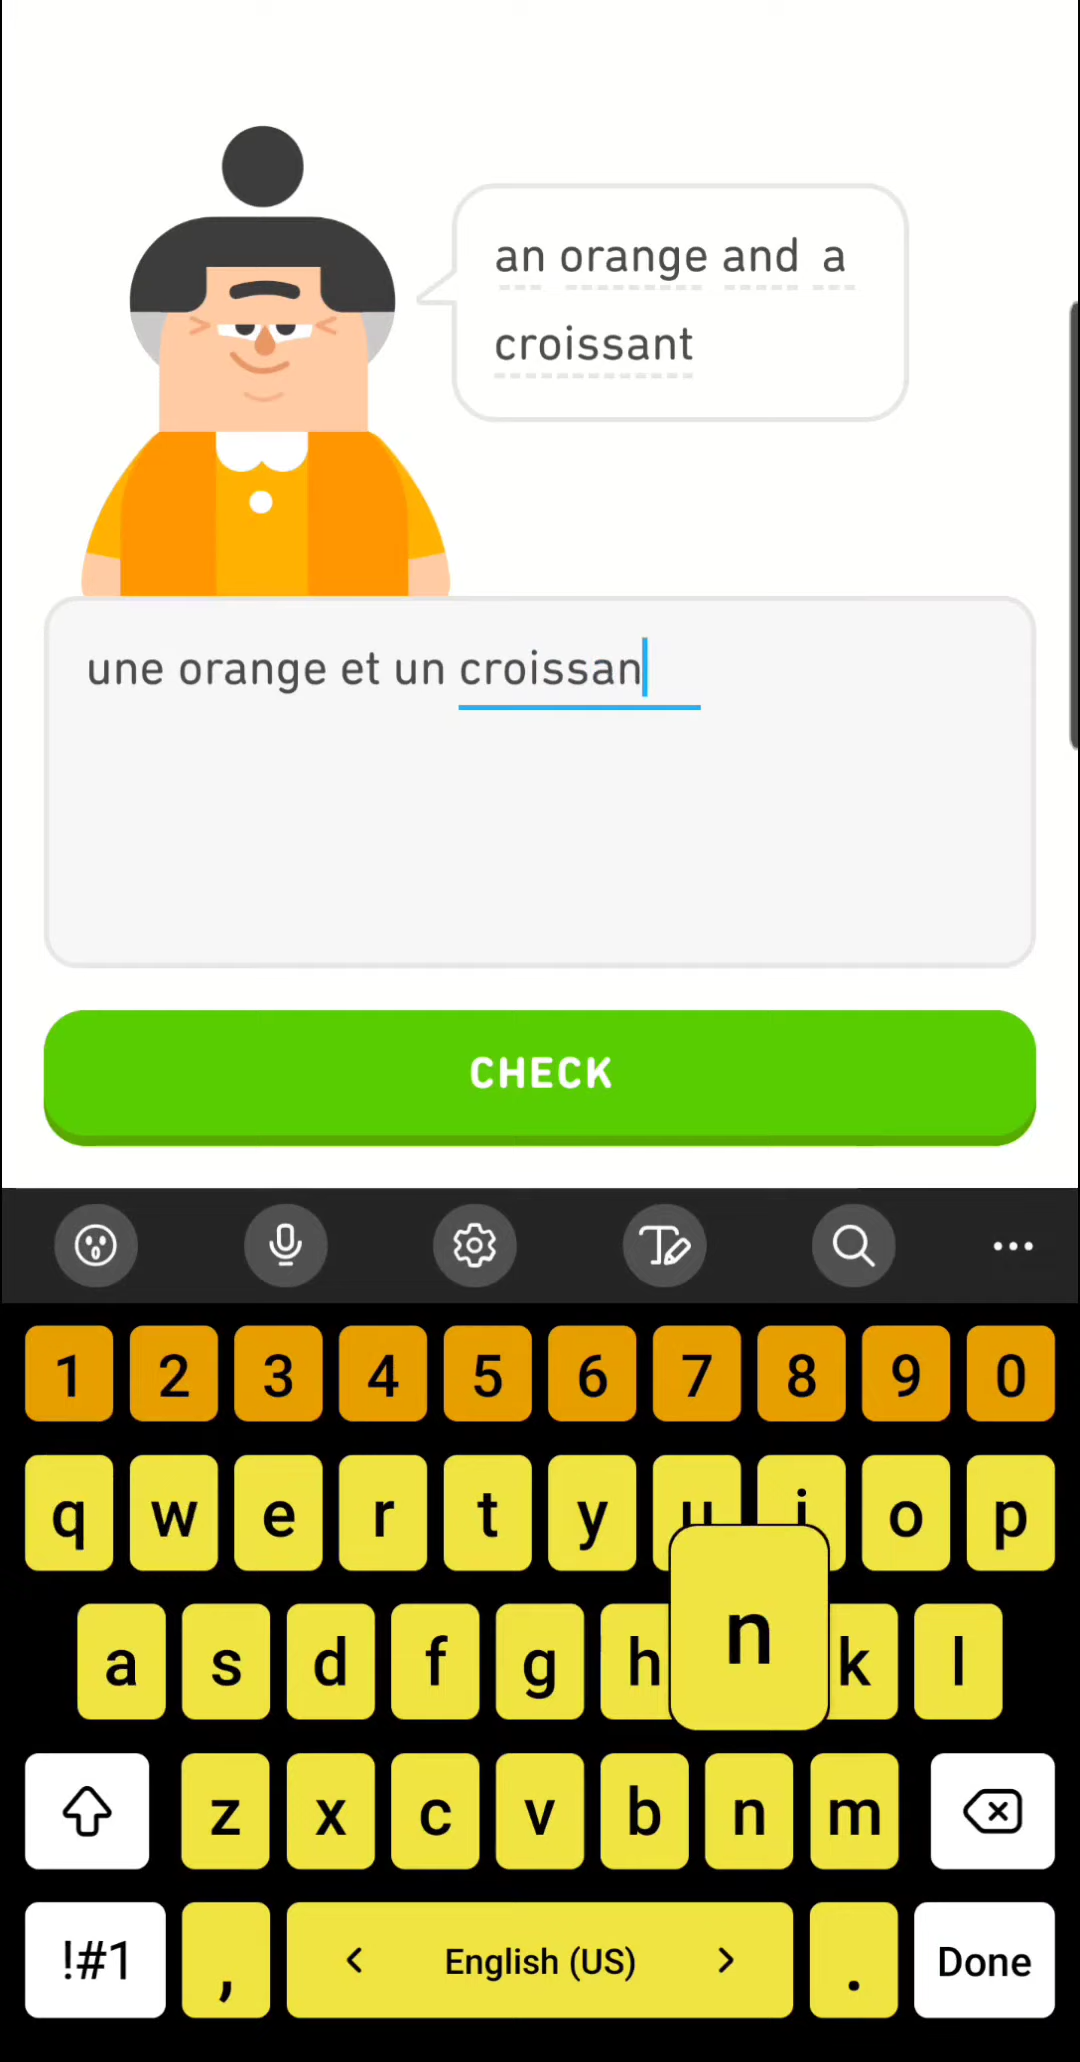 an orange and a
croissant
une orange et un croissan
CHECK
1 2 3 4 5 6 7 8 9 0
q w e r t y u i o p
a s d f g h n k l
z x c v b n m
!#1 , < English (US) > . Done